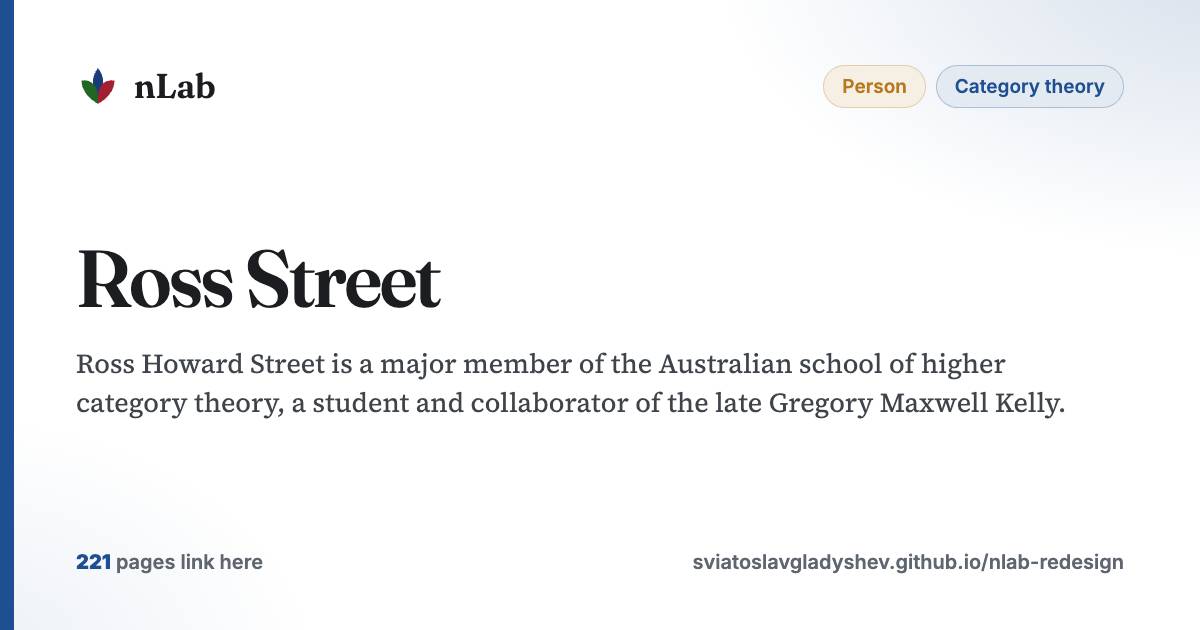 nLab
Person
Category theory
Ross Street
Ross Howard Street is a major member of the Australian school of higher
category theory, a student and collaborator of the late Gregory Maxwell Kelly.
221 pages link here
sviatoslavgladyshev.github.io/nlab-redesign